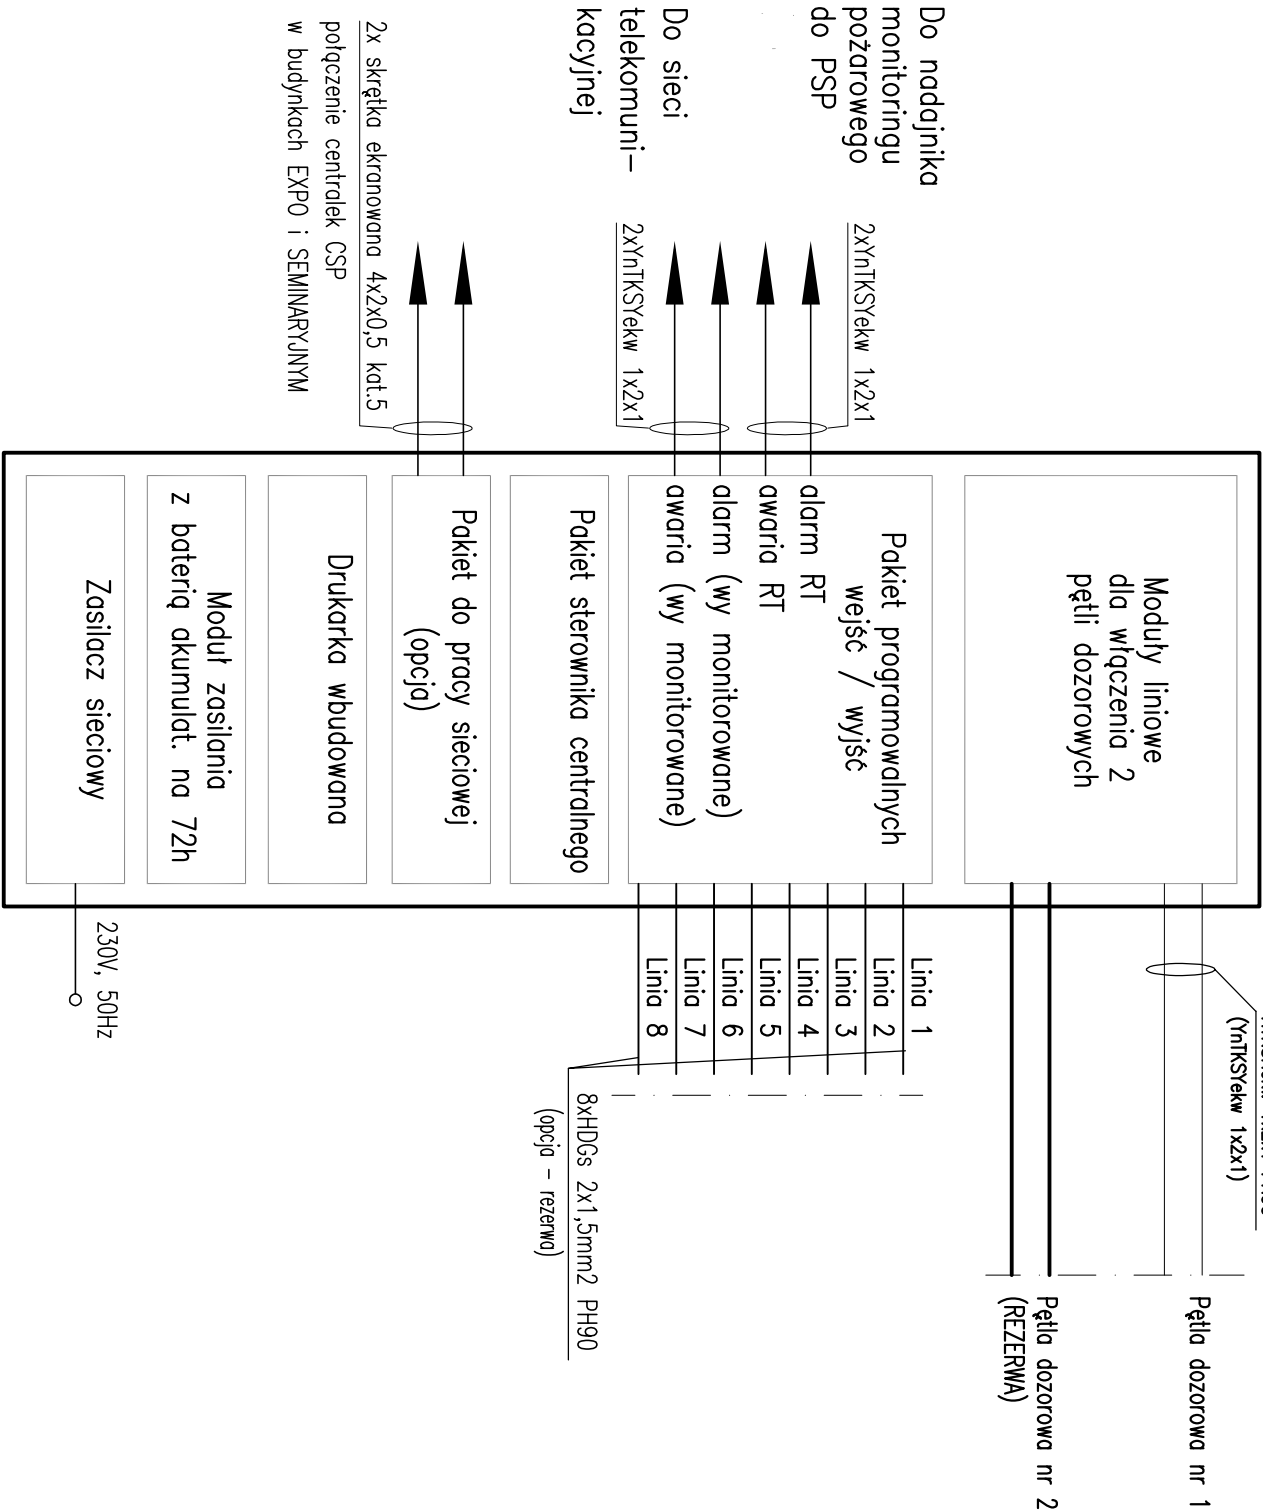 Do nadajnika
monitoringu
pożarowego
do PSP
2xYnTKSYekw 1x2x1
Do sieci
telekomuni-
kacyjnej
2xYnTKSYekw 1x2x1
2x skrętka ekranowana 4x2x0,5 kat.5
połączenie centralek CSP
w budynkach EXPO i SEMINARYJNYM
Moduły liniowe
dla włączenia 2
pętli dozorowych
Pakiet programowalnych
wejść / wyjść
alarm RT
awaria RT
alarm (wy monitorowane)
awaria (wy monitorowane)
Pakiet sterownika centralnego
Pakiet do pracy sieciowej
(opcja)
Drukarka wbudowana
Moduł zasilania
z baterią akumulat. na 72h
Zasilacz sieciowy
(YnTKSYekw 1x2x1)
Pętla dozorowa nr 1
Pętla dozorowa nr 2
(REZERWA)
Linia 1
Linia 2
Linia 3
Linia 4
Linia 5
Linia 6
Linia 7
Linia 8
8xHDGs 2x1,5mm2 PH90
(opcja - rezerwa)
230V, 50Hz